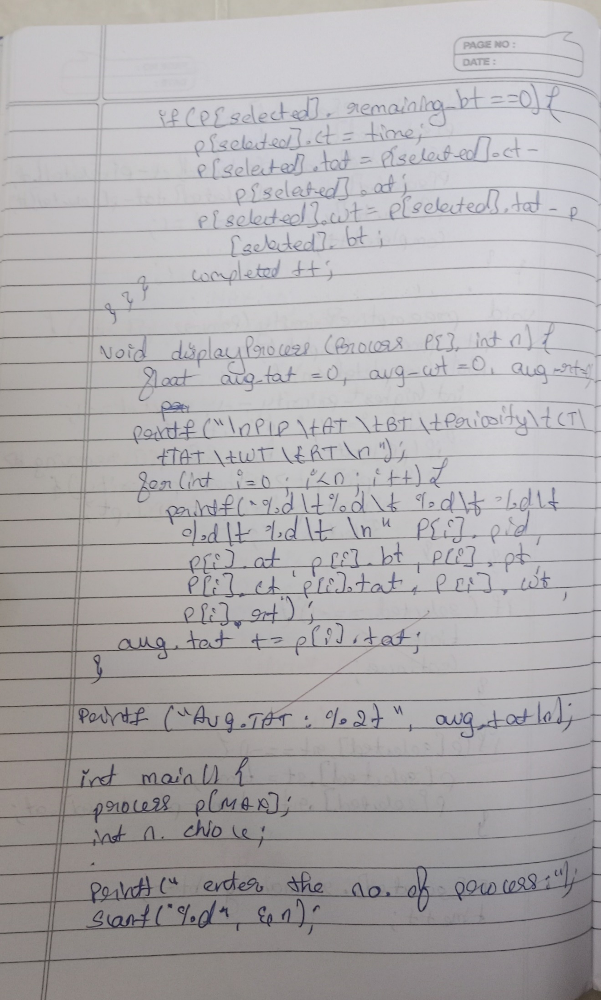 PAGE NO :
DATE :
if (P[selected]. remaining_bt ==0) {
p[selected].ct = time;
p[selected].tat = p[selected].ct -
p[selected].at;
p[selected].wt = p[selected].tat - p
[selected].bt ;
completed ++;
} } }
void displayProcess (Process P[], int n) {
float avg_tat = 0, avg_wt = 0, avg_rt=
printf ("\nPID \tAT \tBT \tPriority\tCT\
tTAT \tWT \tRT \n");
for (int i=0 ; i<n ; i++) {
printf("%d\t%d\t %d\t %d\t
%d\t %d\t \n" P[i]. pid,
p[i].at, p[i].bt, p[i].pt,
P[i].ct, p[i].tat, P[i].wt,
P[i].rt);
avg.tat += p[i].tat;
}
Printf ("Avg.TAT : %.2f", avg_tat/n);
int main() {
process p[MAX];
int n. chioce;
Printf (" enter the no. of process:");
Scanf("%d", &n);